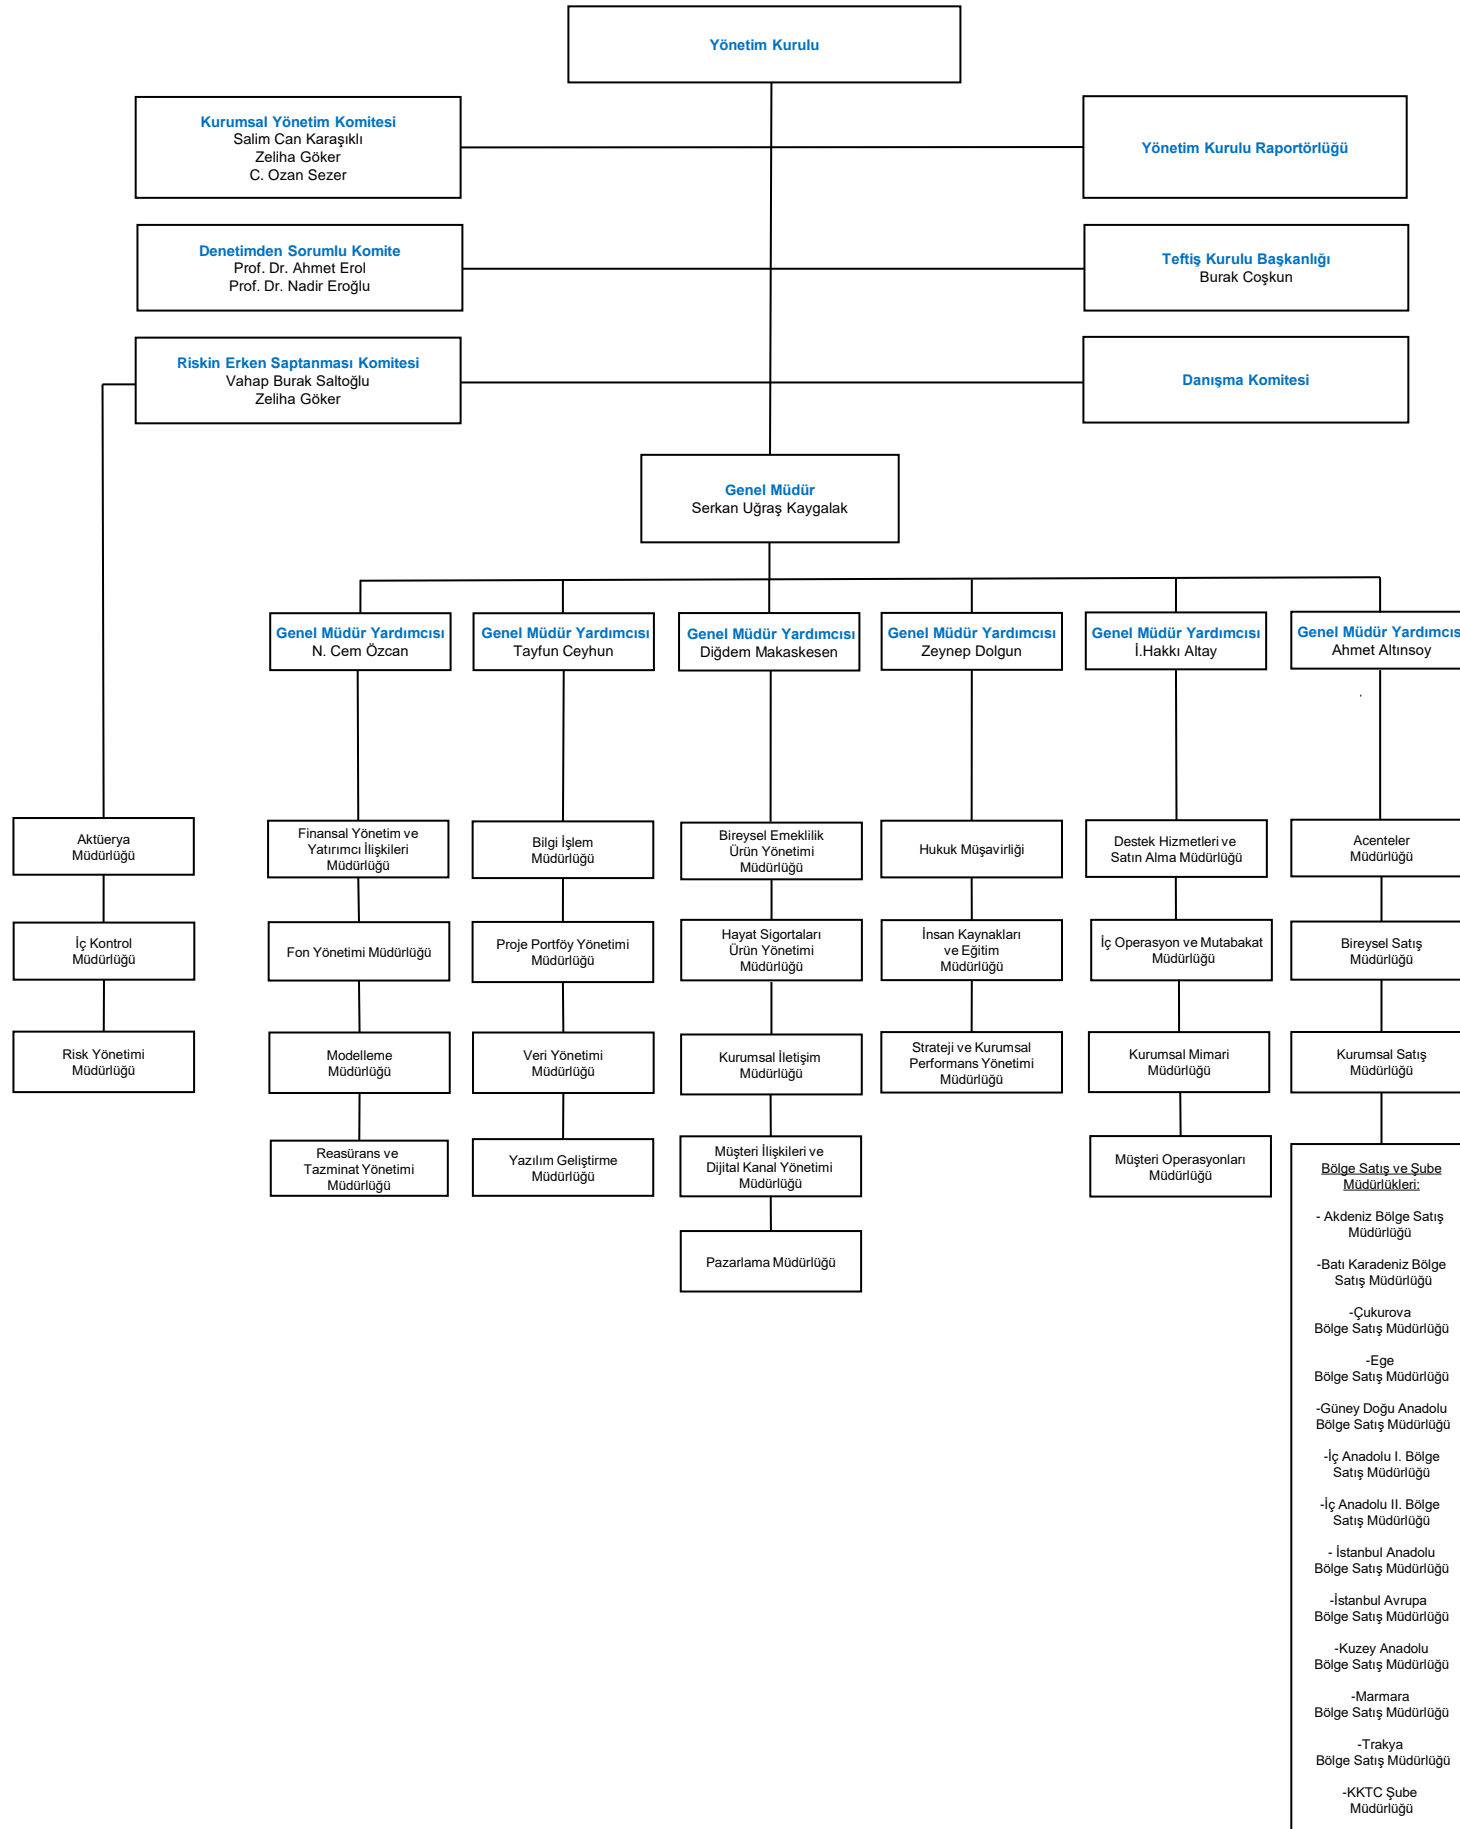 Yönetim Kurulu
Kurumsal Yönetim Komitesi
Salim Can Karaşıklı
Zeliha Göker
C. Ozan Sezer
Yönetim Kurulu Raportörlüğü
Denetimden Sorumlu Komite
Prof. Dr. Ahmet Erol
Prof. Dr. Nadir Eroğlu
Teftiş Kurulu Başkanlığı
Burak Coşkun
Riskin Erken Saptanması Komitesi
Vahap Burak Saltoğlu
Zeliha Göker
Danışma Komitesi
Genel Müdür
Serkan Uğraş Kaygalak
Genel Müdür Yardımcısı
N. Cem Özcan
Genel Müdür Yardımcısı
Tayfun Ceyhun
Genel Müdür Yardımcısı
Diğdem Makaskesen
Genel Müdür Yardımcısı
Zeynep Dolgun
Genel Müdür Yardımcısı
İ.Hakkı Altay
Genel Müdür Yardımcıs
Ahmet Altınsoy
Aktüerya
Müdürlüğü
Finansal Yönetim ve
Yatırımcı İlişkileri
Müdürlüğü
Bilgi İşlem
Müdürlüğü
Bireysel Emeklilik
Ürün Yönetimi
Müdürlüğü
Hukuk Müşavirliği
Destek Hizmetleri ve
Satın Alma Müdürlüğü
Acenteler
Müdürlüğü
İç Kontrol
Müdürlüğü
Fon Yönetimi Müdürlüğü
Proje Portföy Yönetimi
Müdürlüğü
Hayat Sigortaları
Ürün Yönetimi
Müdürlüğü
İnsan Kaynakları
ve Eğitim
Müdürlüğü
İç Operasyon ve Mutabakat
Müdürlüğü
Bireysel Satış
Müdürlüğü
Risk Yönetimi
Müdürlüğü
Modelleme
Müdürlüğü
Veri Yönetimi
Müdürlüğü
Kurumsal İletişim
Müdürlüğü
Strateji ve Kurumsal
Performans Yönetimi
Müdürlüğü
Kurumsal Mimari
Müdürlüğü
Kurumsal Satış
Müdürlüğü
Reasürans ve
Tazminat Yönetimi
Müdürlüğü
Yazılım Geliştirme
Müdürlüğü
Müşteri İlişkileri ve
Dijital Kanal Yönetimi
Müdürlüğü
Müşteri Operasyonları
Müdürlüğü
Pazarlama Müdürlüğü
Bölge Satış ve Şube
Müdürlükleri:
- Akdeniz Bölge Satış
Müdürlüğü
-Batı Karadeniz Bölge
Satış Müdürlüğü
-Çukurova
Bölge Satış Müdürlüğü
-Ege
Bölge Satış Müdürlüğü
-Güney Doğu Anadolu
Bölge Satış Müdürlüğü
-İç Anadolu I. Bölge
Satış Müdürlüğü
-İç Anadolu II. Bölge
Satış Müdürlüğü
- İstanbul Anadolu
Bölge Satış Müdürlüğü
-İstanbul Avrupa
Bölge Satış Müdürlüğü
-Kuzey Anadolu
Bölge Satış Müdürlüğü
-Marmara
Bölge Satış Müdürlüğü
-Trakya
Bölge Satış Müdürlüğü
-KKTC Şube
Müdürlüğü